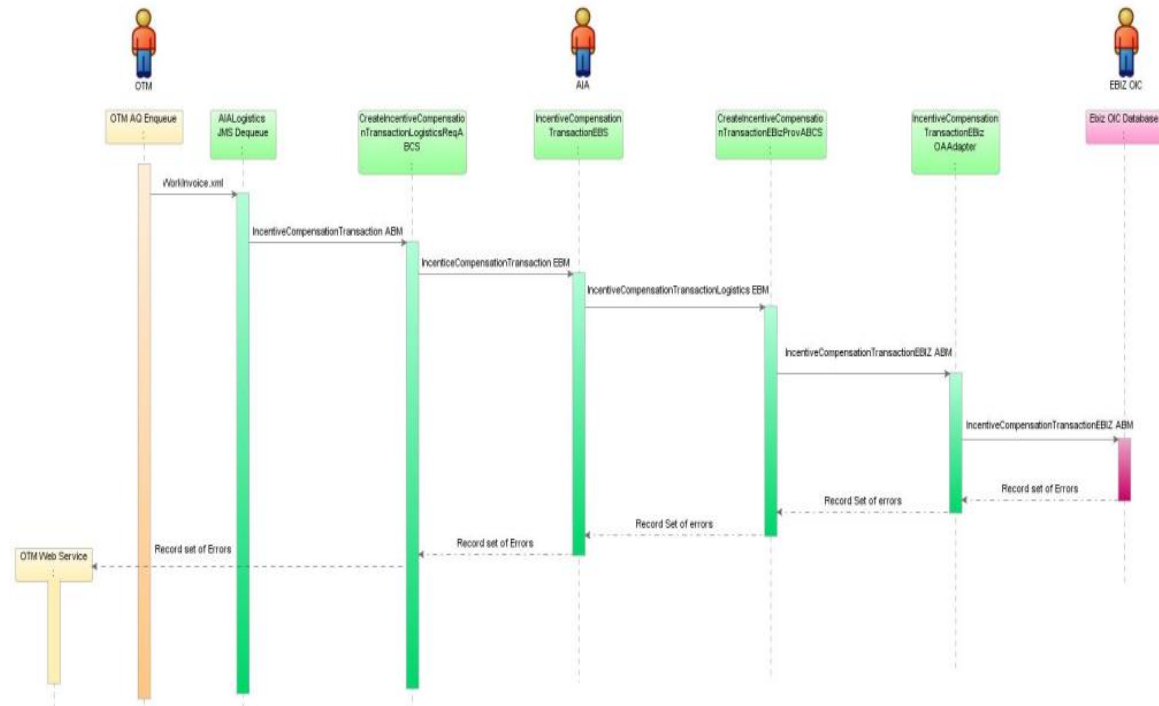 OTM
AIA
EBIZ OIC
OTM AQ Enqueue
:
AIALogistics
JMS Dequeue
:
CreateIncentiveCompensatio
nTransactionLogisticsReqA
BCS
IncentiveCompensation
TransactionEBS
:
CreateIncentiveCompensatio
nTransactionEBizProvABCS
:
IncentiveCompensation
TransactionEBiz
OAAdapter
Ebiz OIC Database
:
WorkInvoice.xml
IncentiveCompensationTransaction ABM
IncenticeCompensationTransaction EBM
IncentiveCompensationTransactionLogistics EBM
IncentiveCompensationTransactionEBIZ ABM
IncentiveCompensationTransactionEBIZ ABM
Record set of Errors
Record Set of errors
Record Set of errors
Record set of Errors
Record set of Errors
OTM Web Service
: